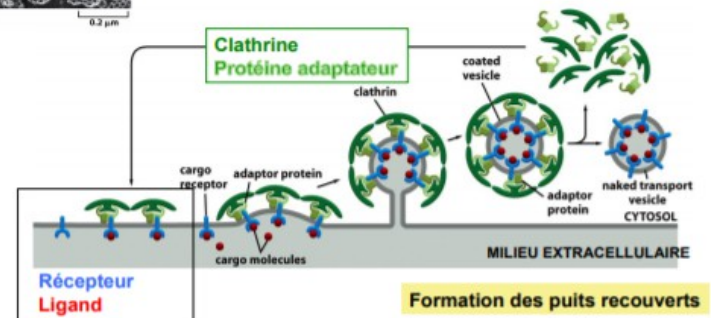 0.2 µm
Clathrine
Protéine adaptateur
clathrin
coated
vesicle
cargo
receptor
adaptor protein
adaptor
protein
naked transport
vesicle
CYTOSOL
cargo molecules
MILIEU EXTRACELLULAIRE
Récepteur
Ligand
Formation des puits recouverts